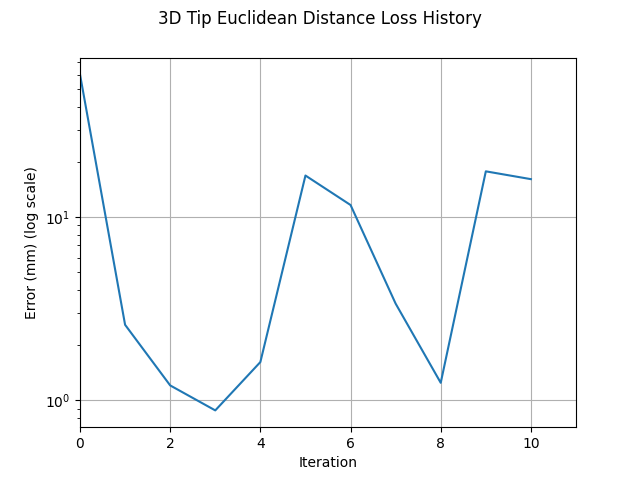 3D Tip Euclidean Distance Loss History
Error (mm) (log scale)
10¹
10⁰
0 2 4 6 8 10
Iteration